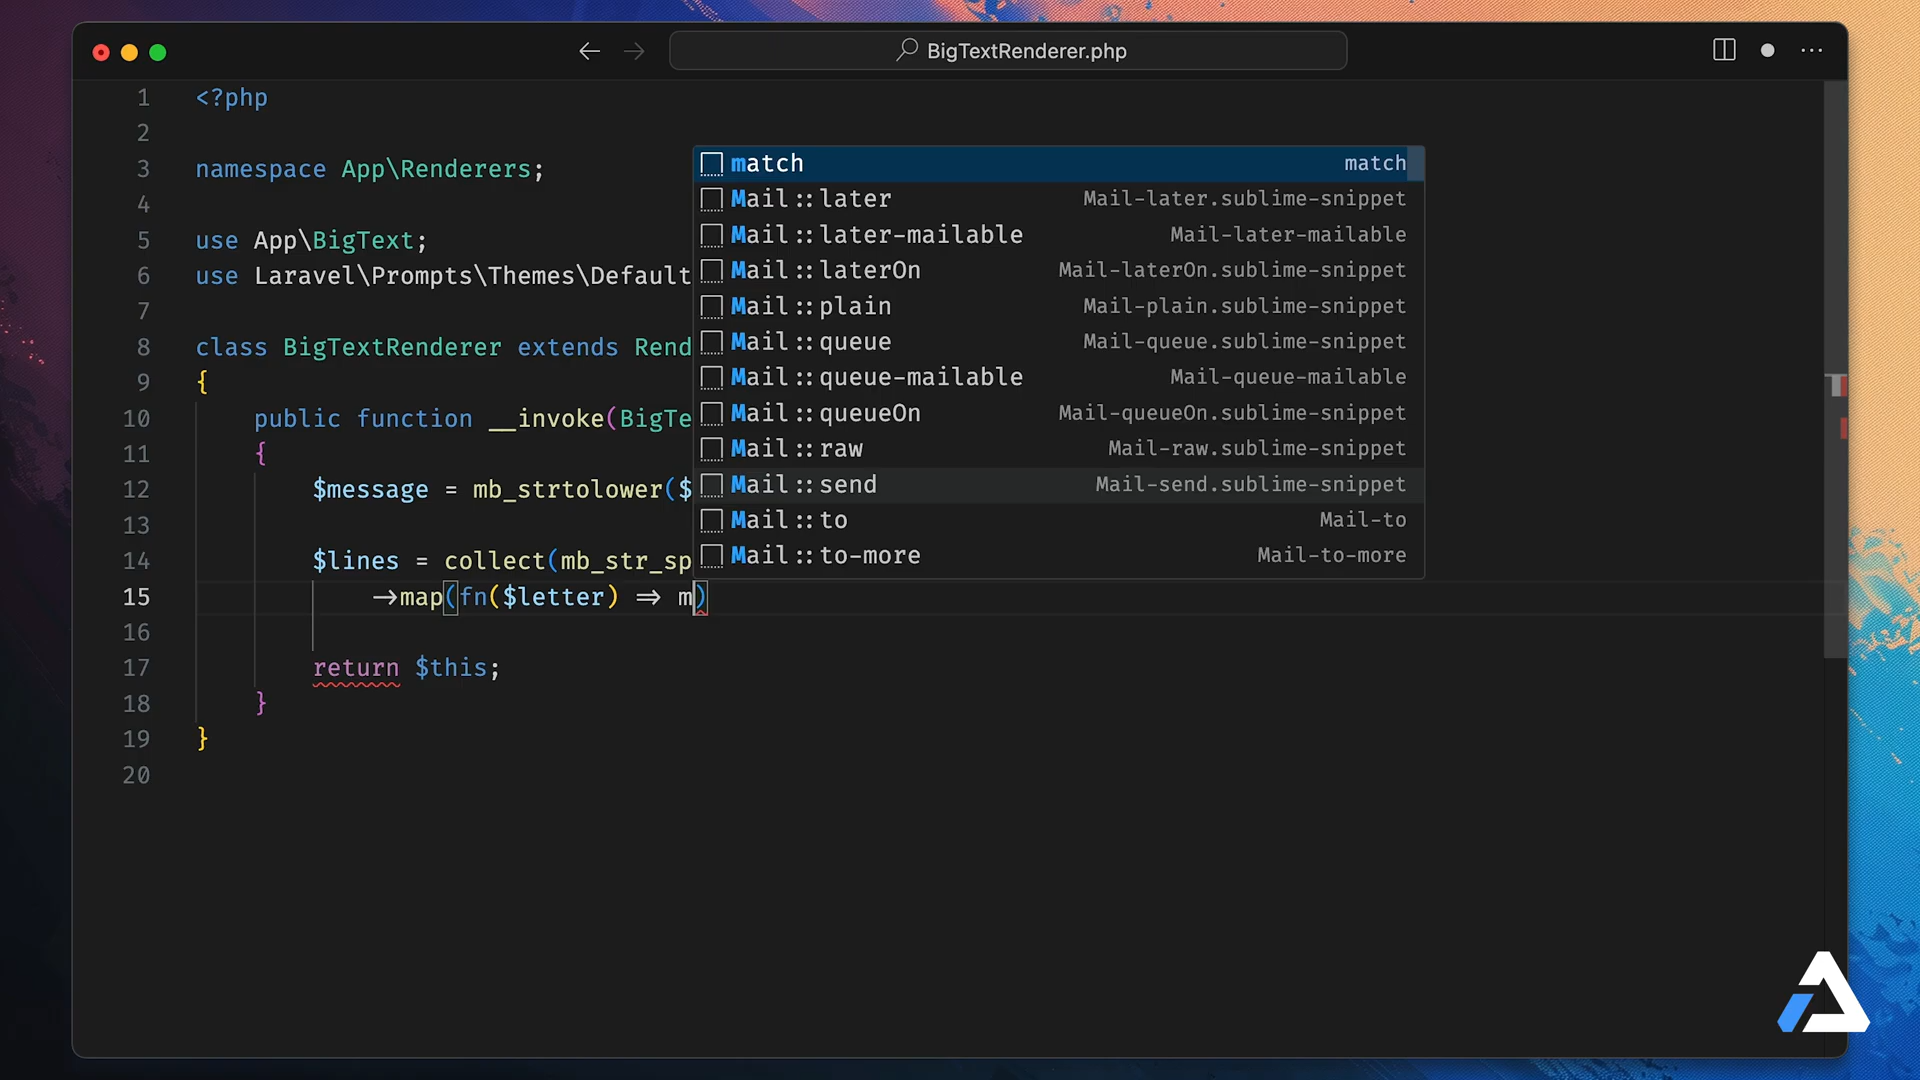 BigTextRenderer.php
1 <?php
2
3 namespace App\Renderers;
4
5 use App\BigText;
6 use Laravel\Prompts\Themes\Default
7
8 class BigTextRenderer extends Rend
9 {
10 public function __invoke(BigTe
11 {
12 $message = mb_strtolower($
13
14 $lines = collect(mb_str_sp
15 ->map(fn($letter) => m)
16
17 return $this;
18 }
19 }
20
match match
Mail::later Mail-later.sublime-snippet
Mail::later-mailable Mail-later-mailable
Mail::laterOn Mail-laterOn.sublime-snippet
Mail::plain Mail-plain.sublime-snippet
Mail::queue Mail-queue.sublime-snippet
Mail::queue-mailable Mail-queue-mailable
Mail::queueOn Mail-queueOn.sublime-snippet
Mail::raw Mail-raw.sublime-snippet
Mail::send Mail-send.sublime-snippet
Mail::to Mail-to
Mail::to-more Mail-to-more